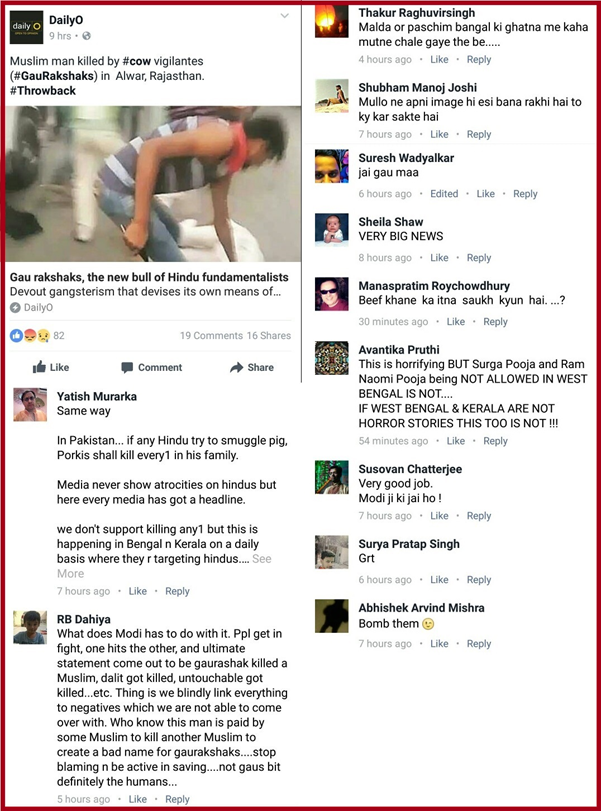 daily O
DailyO
9 hrs ·
Muslim man killed by #cow vigilantes
(#GauRakshaks) in Alwar, Rajasthan.
#Throwback
Gau rakshaks, the new bull of Hindu fundamentalists
Devout gangsterism that devises its own means of...
DailyO
82
19 Comments 16 Shares
Like Comment Share
Yatish Murarka
Same way
In Pakistan... if any Hindu try to smuggle pig,
Porkis shall kill every1 in his family.
Media never show atrocities on hindus but
here every media has got a headline.
we don't support killing any1 but this is
happening in Bengal n Kerala on a daily
basis where they r targeting hindus.... See
More
7 hours ago · Like · Reply
RB Dahiya
What does Modi has to do with it. Ppl get in
fight, one hits the other, and ultimate
statement come out to be gaurashak killed a
Muslim, dalit got killed, untouchable got
killed...etc. Thing is we blindly link everything
to negatives which we are not able to come
over with. Who know this man is paid by
some Muslim to kill another Muslim to
create a bad name for gaurakshaks....stop
blaming n be active in saving....not gaus bit
definitely the humans...
5 hours ago · Like · Reply
Thakur Raghuvirsingh
Malda or paschim bangal ki ghatna me kaha
mutne chale gaye the be.....
4 hours ago · Like · Reply
Shubham Manoj Joshi
Mullo ne apni image hi esi bana rakhi hai to
ky kar sakte hai
7 hours ago · Like · Reply
Suresh Wadyalkar
jai gau maa
6 hours ago · Edited · Like · Reply
Sheila Shaw
VERY BIG NEWS
8 hours ago · Like · Reply
Manaspratim Roychowdhury
Beef khane ka itna saukh kyun hai. ...?
30 minutes ago · Like · Reply
Avantika Pruthi
This is horrifying BUT Surga Pooja and Ram
Naomi Pooja being NOT ALLOWED IN WEST
BENGAL IS NOT....
IF WEST BENGAL & KERALA ARE NOT
HORROR STORIES THIS TOO IS NOT !!!
54 minutes ago · Like · Reply
Susovan Chatterjee
Very good job.
Modi ji ki jai ho !
7 hours ago · Like · Reply
Surya Pratap Singh
Grt
6 hours ago · Like · Reply
Abhishek Arvind Mishra
Bomb them
7 hours ago · Like · Reply